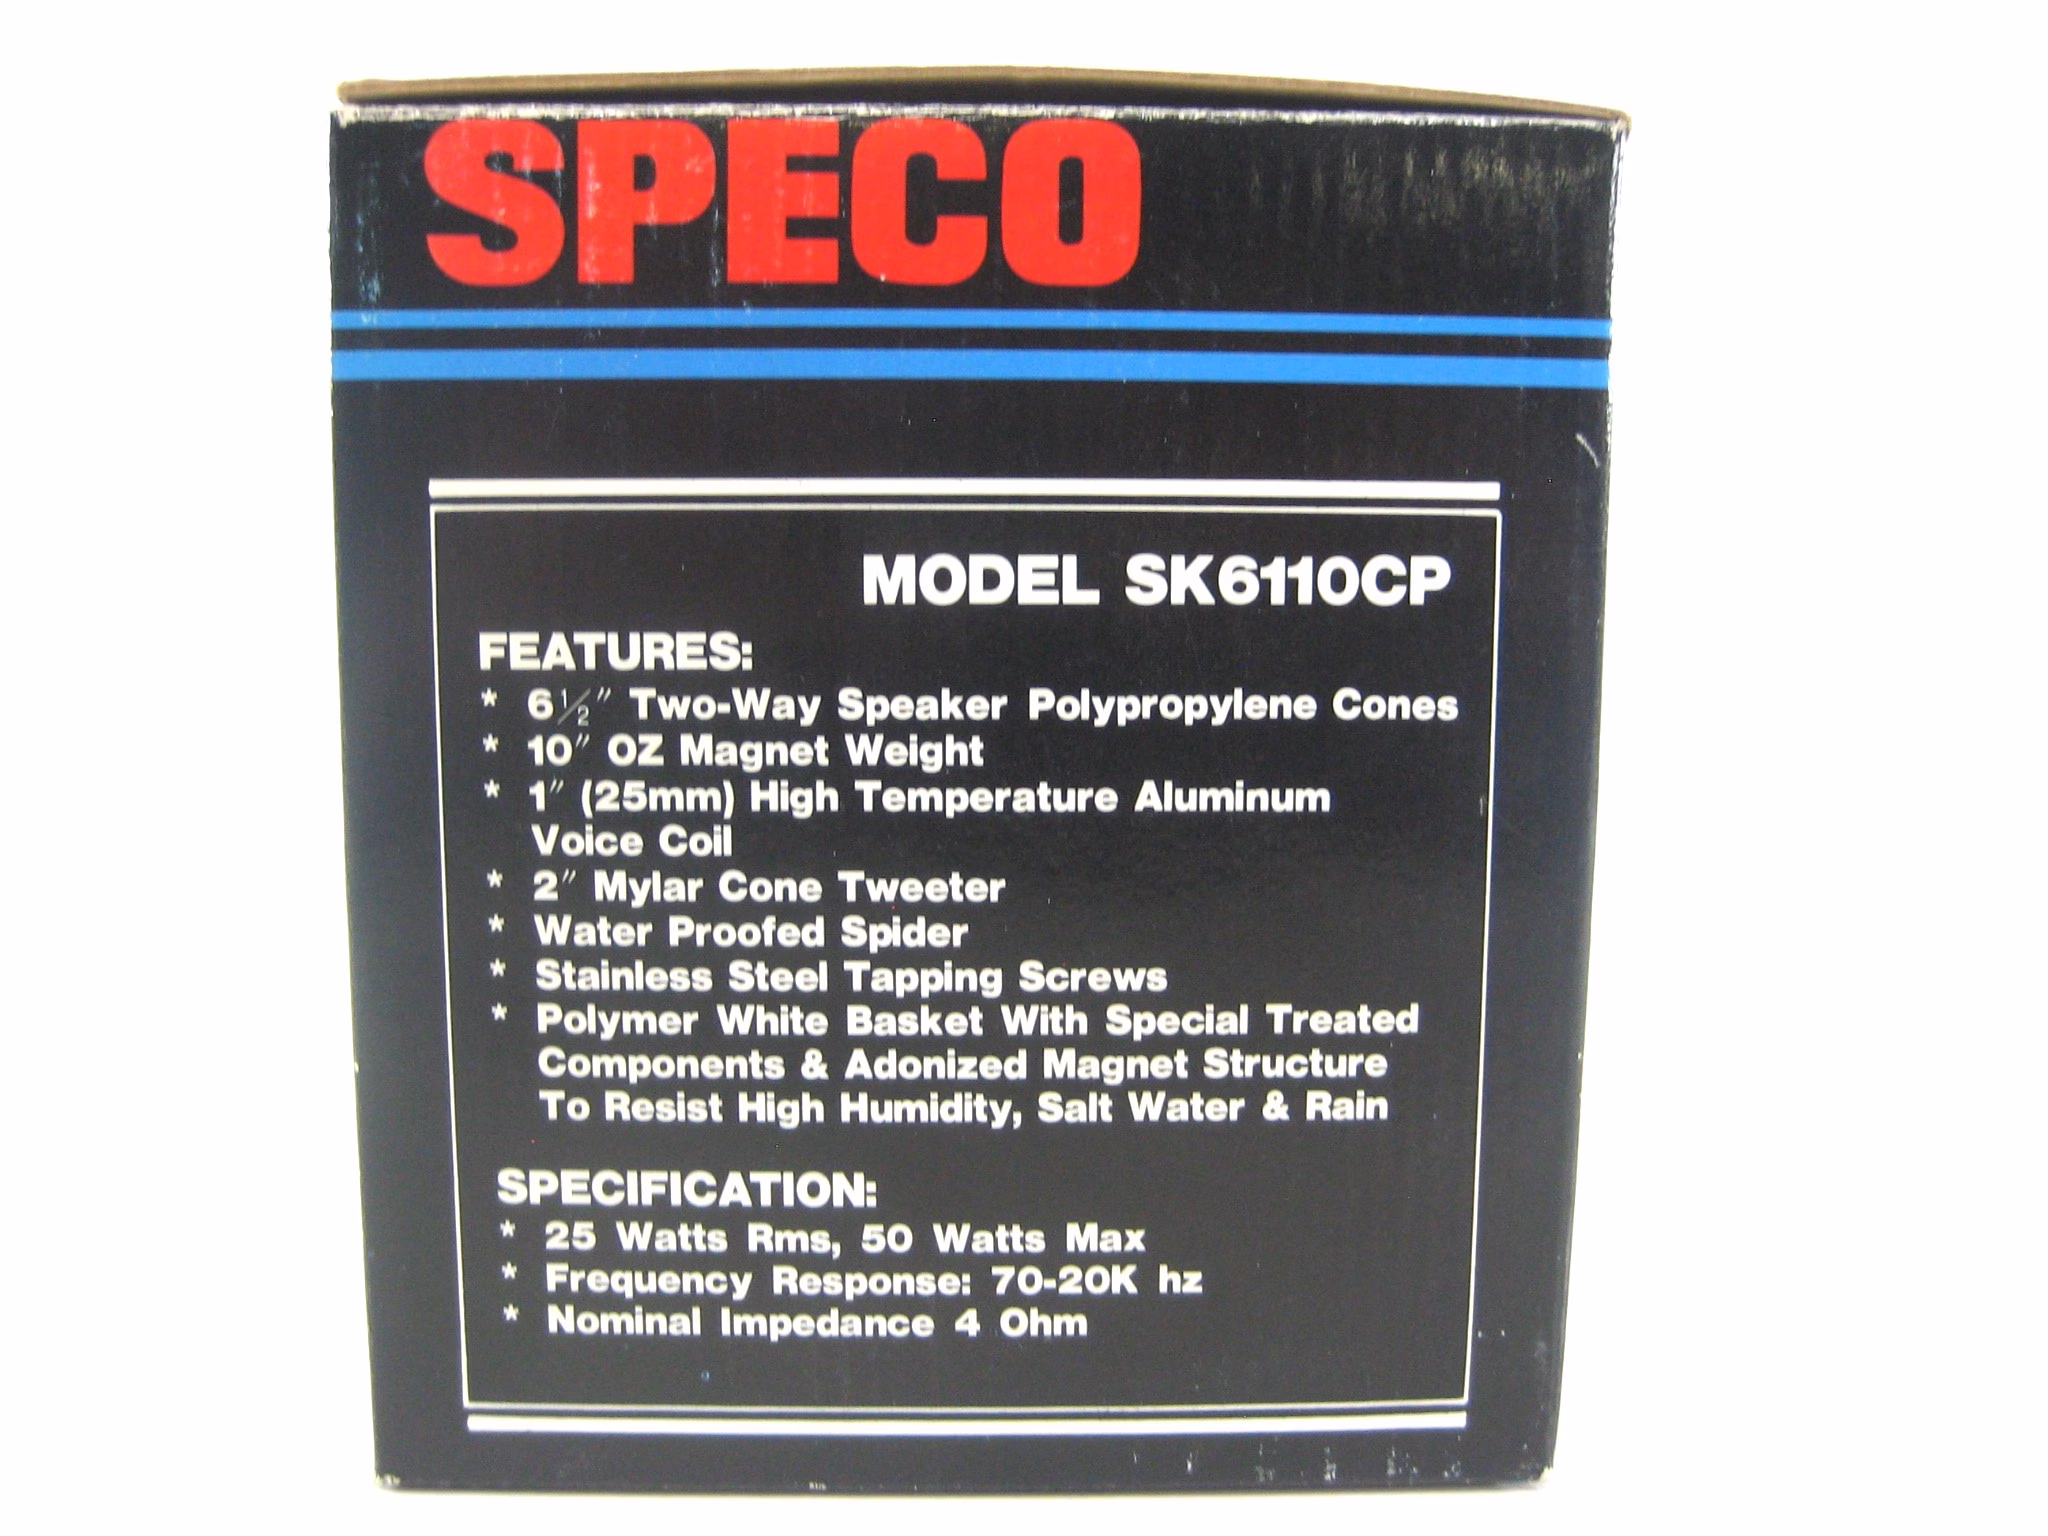 SPECO
MODEL SK6110CP
FEATURES:
* 6 1/2" Two-Way Speaker Polypropylene Cones
* 10" OZ Magnet Weight
* 1" (25mm) High Temperature Aluminum
Voice Coil
* 2" Mylar Cone Tweeter
* Water Proofed Spider
* Stainless Steel Tapping Screws
* Polymer White Basket With Special Treated
Components & Adonized Magnet Structure
To Resist High Humidity, Salt Water & Rain
SPECIFICATION:
* 25 Watts Rms, 50 Watts Max
* Frequency Response: 70-20K hz
* Nominal Impedance 4 Ohm